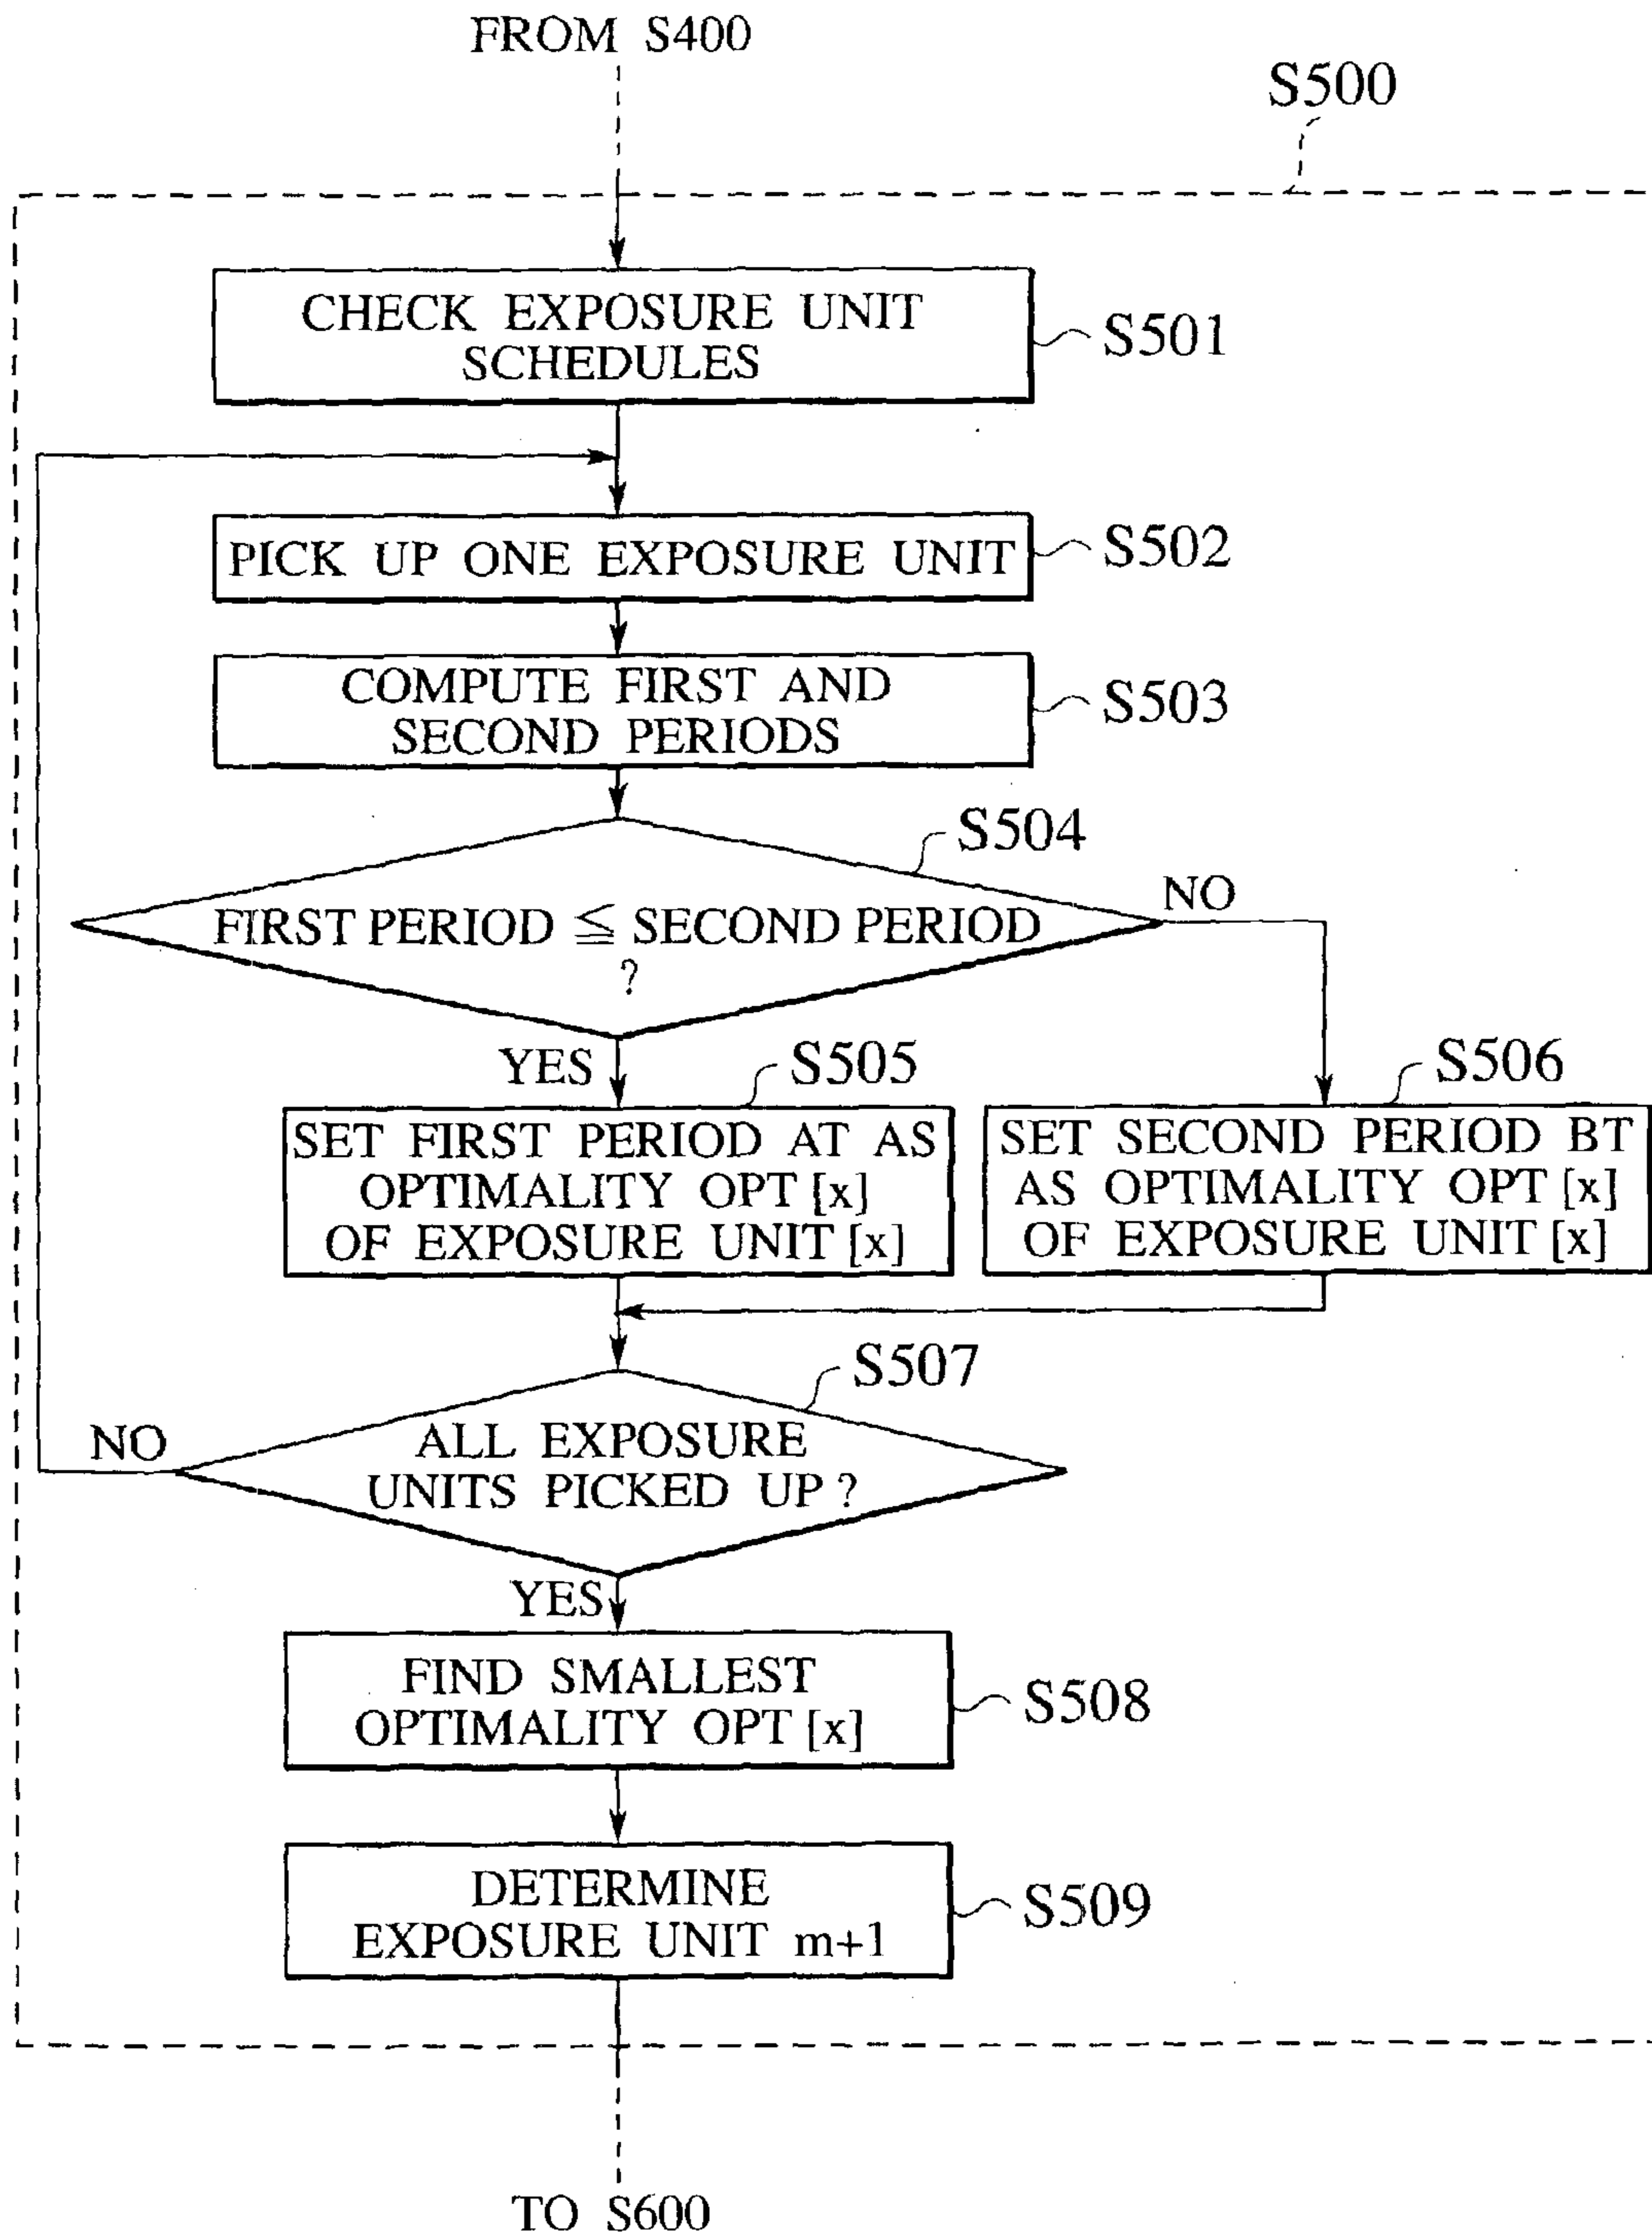 FROM S400
S500
CHECK EXPOSURE UNIT
SCHEDULES
S501
PICK UP ONE EXPOSURE UNIT
S502
COMPUTE FIRST AND
SECOND PERIODS
S503
S504
FIRST PERIOD ≦ SECOND PERIOD
?
NO
YES
S505
SET FIRST PERIOD AT AS
OPTIMALITY OPT [x]
OF EXPOSURE UNIT [x]
S506
SET SECOND PERIOD BT
AS OPTIMALITY OPT [x]
OF EXPOSURE UNIT [x]
S507
ALL EXPOSURE
UNITS PICKED UP ?
NO
YES
FIND SMALLEST
OPTIMALITY OPT [x]
S508
DETERMINE
EXPOSURE UNIT m+1
S509
TO S600